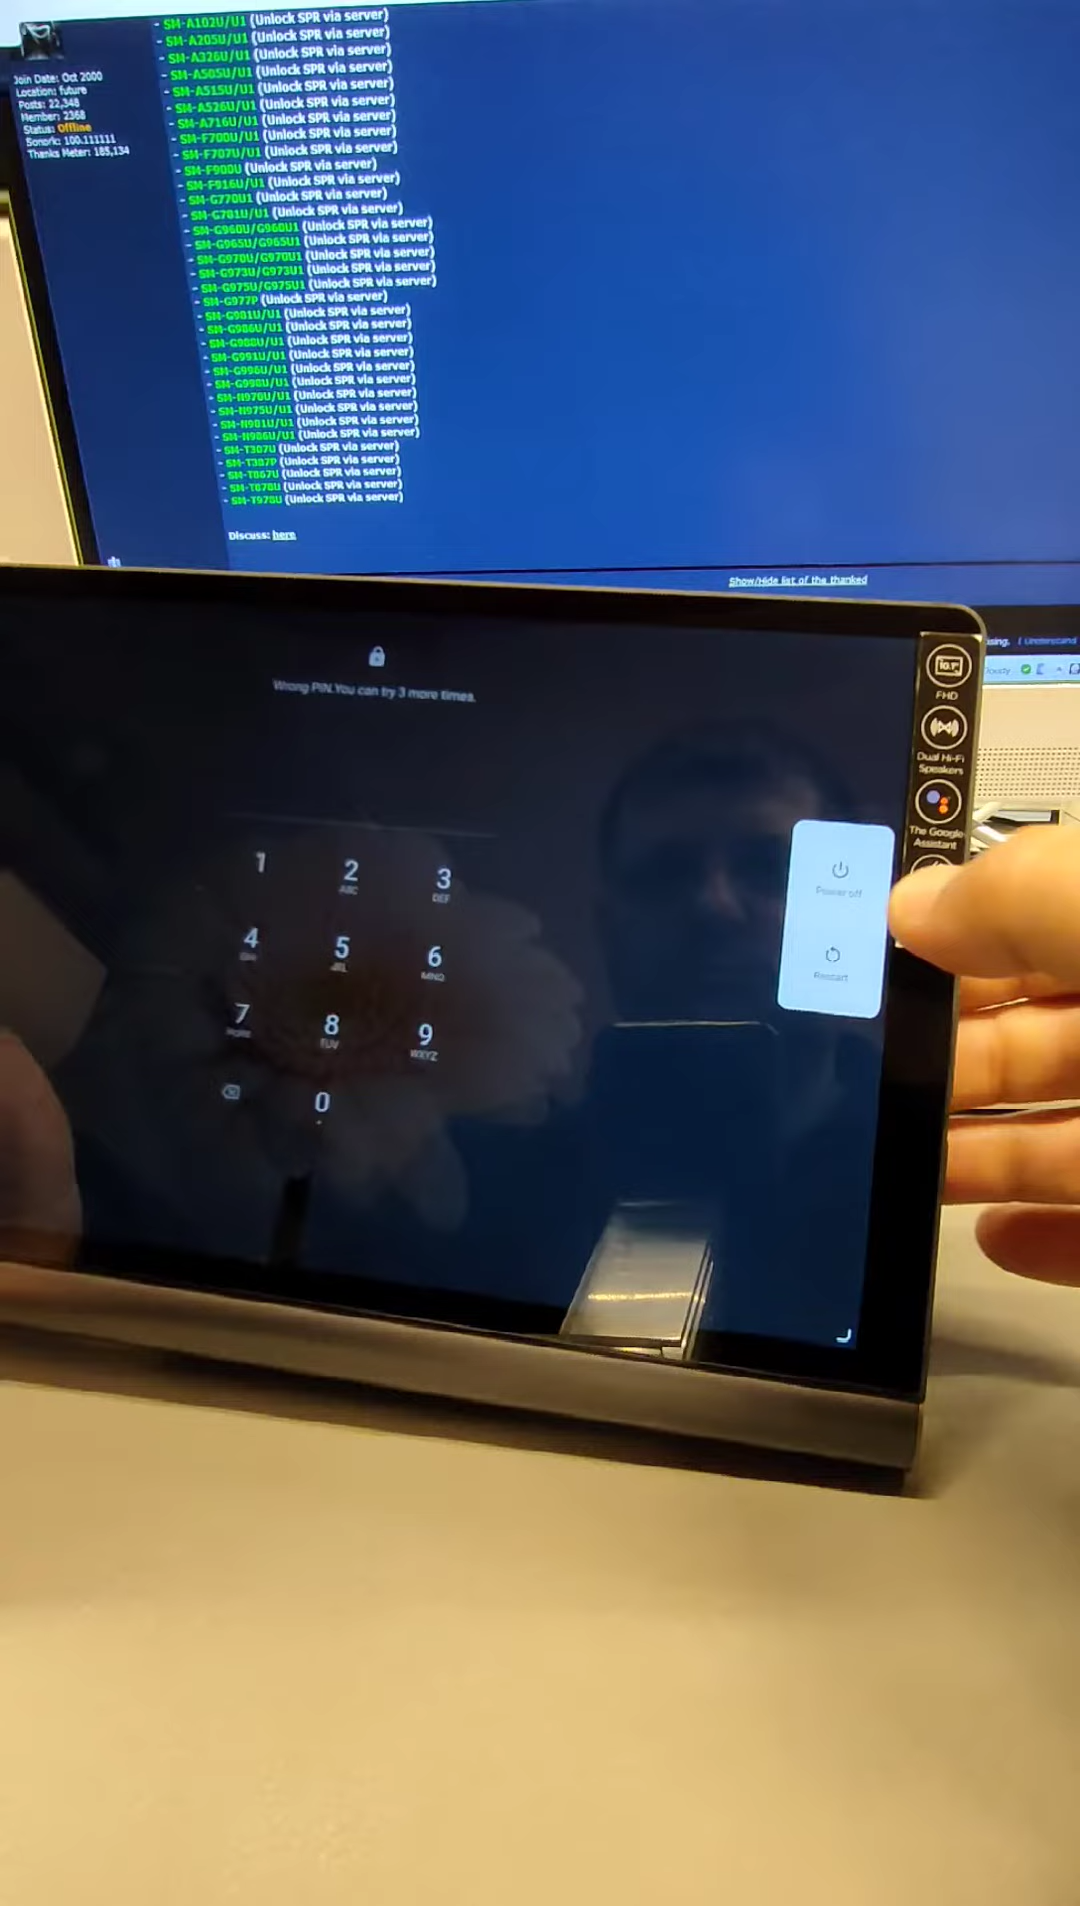 - SM-A102U/U1 (Unlock SPR via server)
- SM-A205U/U1 (Unlock SPR via server)
- SM-A326U/U1 (Unlock SPR via server)
- SM-A505U/U1 (Unlock SPR via server)
- SM-A515U/U1 (Unlock SPR via server)
- SM-A526U/U1 (Unlock SPR via server)
- SM-A716U/U1 (Unlock SPR via server)
- SM-F700U/U1 (Unlock SPR via server)
- SM-F707U/U1 (Unlock SPR via server)
- SM-F900U (Unlock SPR via server)
- SM-F916U/U1 (Unlock SPR via server)
- SM-G770U1 (Unlock SPR via server)
- SM-G781U/U1 (Unlock SPR via server)
- SM-G960U/G960U1 (Unlock SPR via server)
- SM-G965U/G965U1 (Unlock SPR via server)
- SM-G970U/G970U1 (Unlock SPR via server)
- SM-G973U/G973U1 (Unlock SPR via server)
- SM-G975U/G975U1 (Unlock SPR via server)
- SM-G977P (Unlock SPR via server)
- SM-G981U/U1 (Unlock SPR via server)
- SM-G986U/U1 (Unlock SPR via server)
- SM-G988U/U1 (Unlock SPR via server)
- SM-G991U/U1 (Unlock SPR via server)
- SM-G996U/U1 (Unlock SPR via server)
- SM-G998U/U1 (Unlock SPR via server)
- SM-N970U/U1 (Unlock SPR via server)
- SM-N975U/U1 (Unlock SPR via server)
- SM-N981U/U1 (Unlock SPR via server)
- SM-N986U/U1 (Unlock SPR via server)
- SM-T307U (Unlock SPR via server)
- SM-T387P (Unlock SPR via server)
- SM-T867U (Unlock SPR via server)
- SM-T878U (Unlock SPR via server)
- SM-T978U (Unlock SPR via server)
Join Date: Oct 2000
Location: future
Posts: 22,348
Member: 2368
Status: Offline
Sonork: 100.111111
Thanks Meter: 185,134
Discuss: here
Show/Hide list of the thanked
I Understand
Wrong PIN.You can try 3 more times.
1
2 ABC
3 DEF
4 GHI
5 JKL
6 MNO
7
8 TUV
9 WXYZ
0
Power off
Restart
10.1"
FHD
Dual Hi-Fi
Speakers
The Google
Assistant